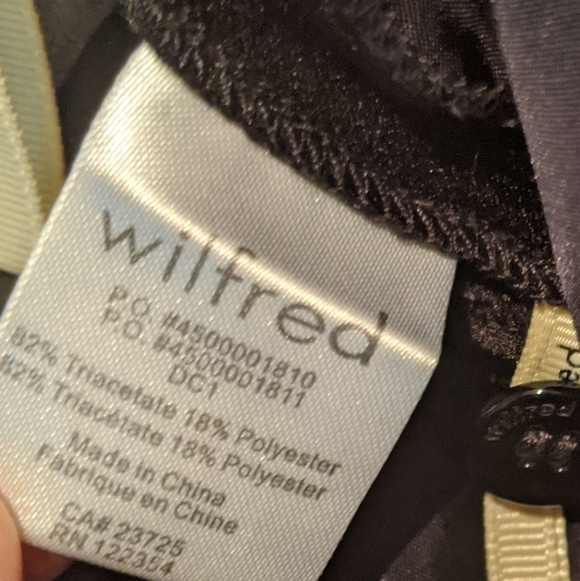 wilfred
P.O. #4500001810
P.O. #4500001811
DC1
82% Triacetate 18% Polyester
82% Triacétate 18% Polyester
Made in China
Fabriqué en Chine
CA# 23725
RN 122354